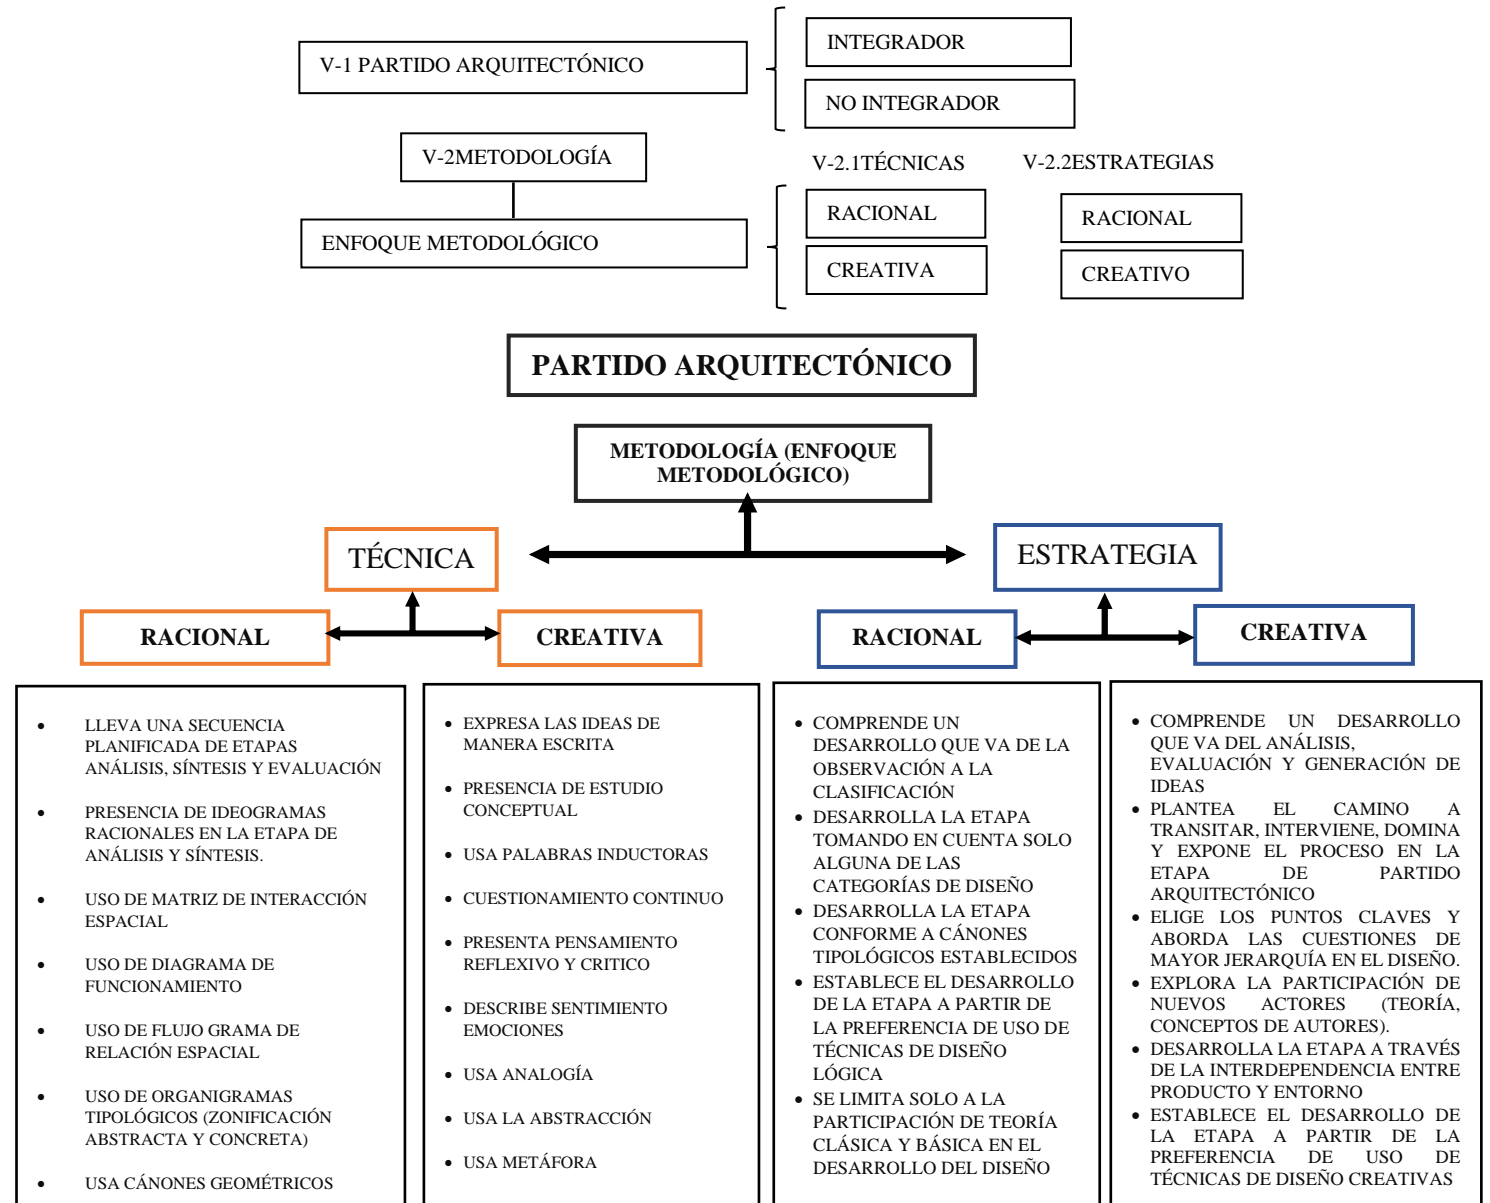 INTEGRADOR
V-1 PARTIDO ARQUITECTÓNICO
NO INTEGRADOR
V-2METODOLOGÍA
V-2.1TÉCNICAS
V-2.2ESTRATEGIAS
RACIONAL
RACIONAL
ENFOQUE METODOLÓGICO
CREATIVA
CREATIVO
PARTIDO ARQUITECTÓNICO
METODOLOGÍA (ENFOQUE
METODOLÓGICO)
TÉCNICA
ESTRATEGIA
RACIONAL
CREATIVA
RACIONAL
CREATIVA
• LLEVA UNA SECUENCIA
PLANIFICADA DE ETAPAS
ANÁLISIS, SÍNTESIS Y EVALUACIÓN
• PRESENCIA DE IDEOGRAMAS
RACIONALES EN LA ETAPA DE
ANÁLISIS Y SÍNTESIS.
• USO DE MATRIZ DE INTERACCIÓN
ESPACIAL
• USO DE DIAGRAMA DE
FUNCIONAMIENTO
• USO DE FLUJO GRAMA DE
RELACIÓN ESPACIAL
• USO DE ORGANIGRAMAS
TIPOLÓGICOS (ZONIFICACIÓN
ABSTRACTA Y CONCRETA)
• USA CÁNONES GEOMÉTRICOS
• EXPRESA LAS IDEAS DE
MANERA ESCRITA
• PRESENCIA DE ESTUDIO
CONCEPTUAL
• USA PALABRAS INDUCTORAS
• CUESTIONAMIENTO CONTINUO
• PRESENTA PENSAMIENTO
REFLEXIVO Y CRITICO
• DESCRIBE SENTIMIENTO
EMOCIONES
• USA ANALOGÍA
• USA LA ABSTRACCIÓN
• USA METÁFORA
• COMPRENDE UN
DESARROLLO QUE VA DE LA
OBSERVACIÓN A LA
CLASIFICACIÓN
• DESARROLLA LA ETAPA
TOMANDO EN CUENTA SOLO
ALGUNA DE LAS
CATEGORÍAS DE DISEÑO
• DESARROLLA LA ETAPA
CONFORME A CÁNONES
TIPOLÓGICOS ESTABLECIDOS
• ESTABLECE EL DESARROLLO
DE LA ETAPA A PARTIR DE
LA PREFERENCIA DE USO DE
TÉCNICAS DE DISEÑO
LÓGICA
• SE LIMITA SOLO A LA
PARTICIPACIÓN DE TEORÍA
CLÁSICA Y BÁSICA EN EL
DESARROLLO DEL DISEÑO
• COMPRENDE UN DESARROLLO
QUE VA DEL ANÁLISIS,
EVALUACIÓN Y GENERACIÓN DE
IDEAS
• PLANTEA EL CAMINO A
TRANSITAR, INTERVIENE, DOMINA
Y EXPONE EL PROCESO EN LA
ETAPA DE PARTIDO
ARQUITECTÓNICO
• ELIGE LOS PUNTOS CLAVES Y
ABORDA LAS CUESTIONES DE
MAYOR JERARQUÍA EN EL DISEÑO.
• EXPLORA LA PARTICIPACIÓN DE
NUEVOS ACTORES (TEORÍA,
CONCEPTOS DE AUTORES).
• DESARROLLA LA ETAPA A TRAVÉS
DE LA INTERDEPENDENCIA ENTRE
PRODUCTO Y ENTORNO
• ESTABLECE EL DESARROLLO DE
LA ETAPA A PARTIR DE LA
PREFERENCIA DE USO DE
TÉCNICAS DE DISEÑO CREATIVAS